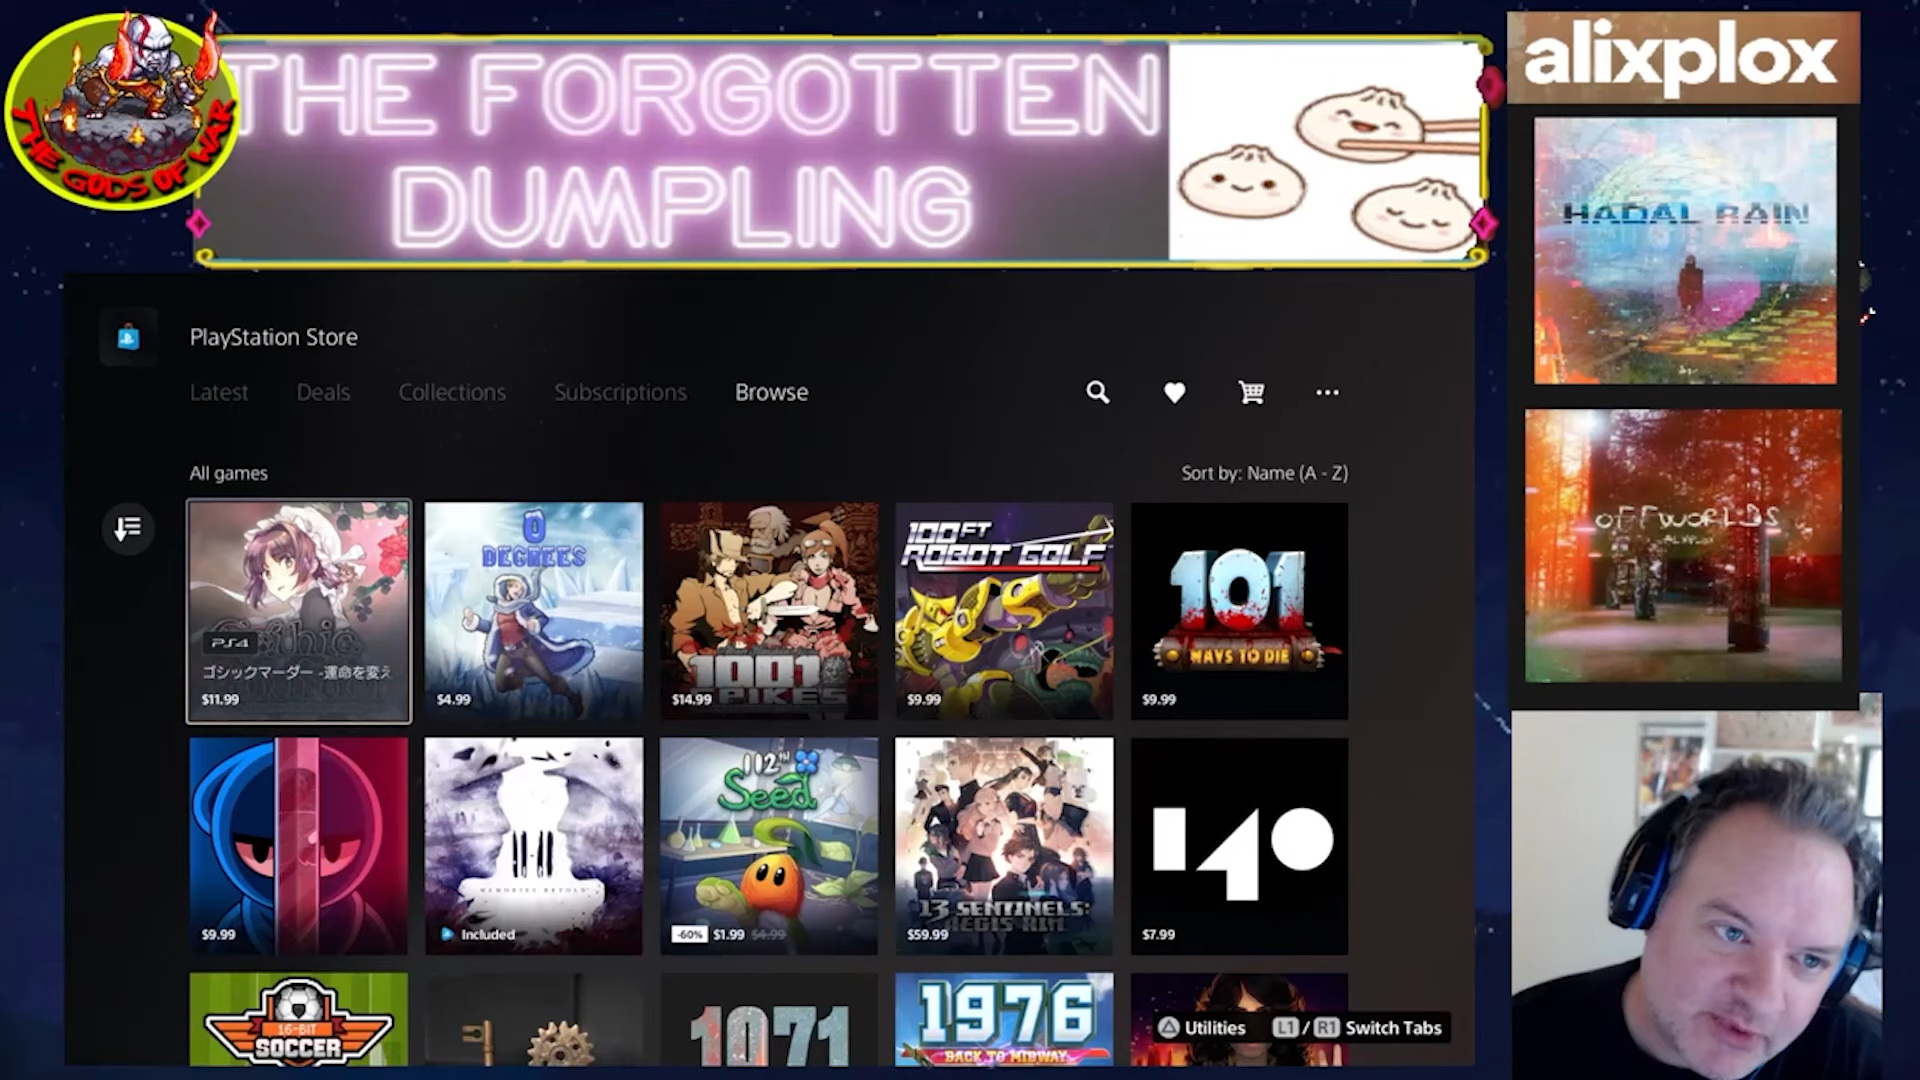 THE GODS OF WAR
THE FORGOTTEN
DUMPLING
alixplox
HADAL RAIN
OFFWORLDS
ALIXPLOX
PlayStation Store
Latest
Deals
Collections
Subscriptions
Browse
All games
Sort by: Name (A - Z)
PS4
ゴシックマーダー -運命を変え
$11.99
0
DEGREES
$4.99
1001
SPIKES
$14.99
100FT
ROBOT GOLF
$9.99
101
WAYS TO DIE
$9.99
$9.99
11-11
MEMORIES RETOLD
Included
112th
Seed
-60% $1.99 $4.99
13 SENTINELS:
AEGIS RIM
$59.99
140
$7.99
16-BIT
SOCCER
1071
1976
BACK TO MIDWAY
Utilities
L1 / R1 Switch Tabs